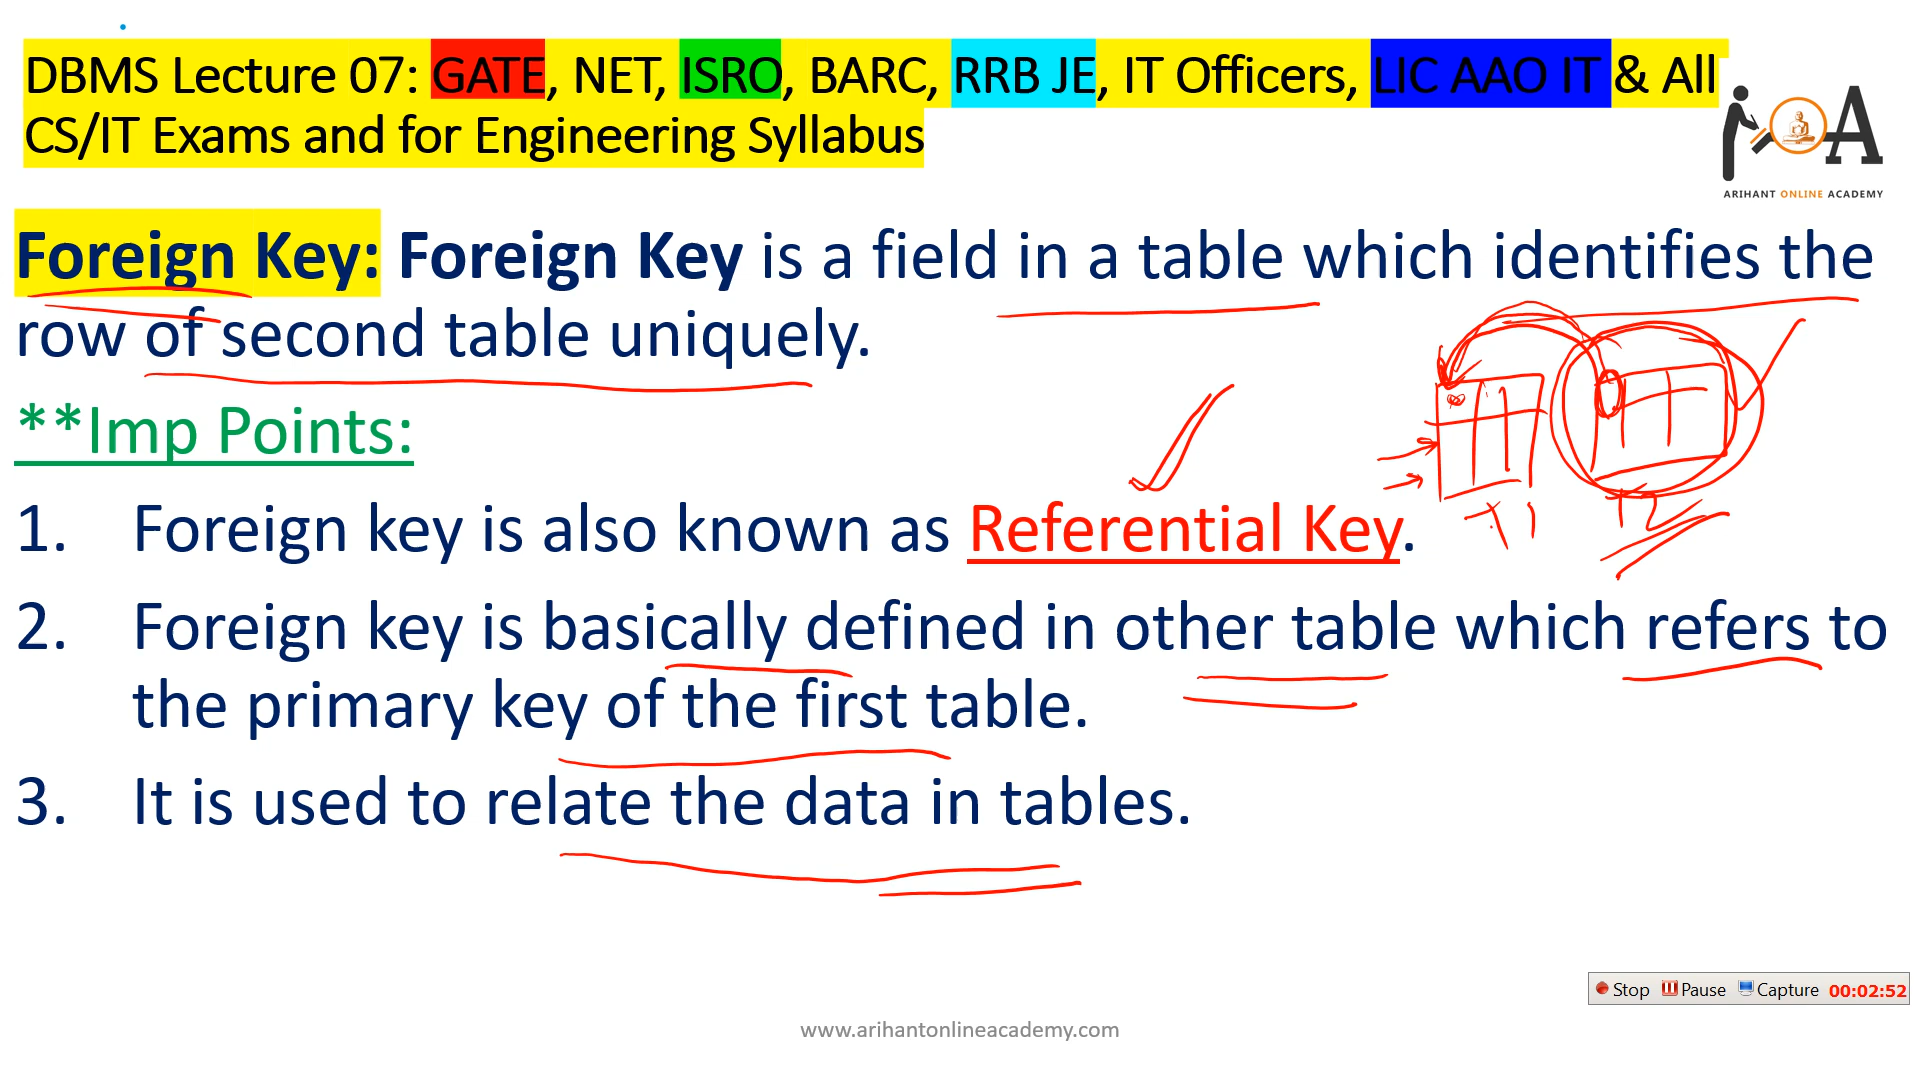 DBMS Lecture 07: GATE, NET, ISRO, BARC, RRB JE, IT Officers, LIC AAO IT & All
CS/IT Exams and for Engineering Syllabus
A
ARIHANT ONLINE ACADEMY
Foreign Key: Foreign Key is a field in a table which identifies the
row of second table uniquely.
**Imp Points:
1. Foreign key is also known as Referential Key.
T1 T2
2. Foreign key is basically defined in other table which refers to
the primary key of the first table.
3. It is used to relate the data in tables.
Stop Pause Capture 00:02:52
www.arihantonlineacademy.com